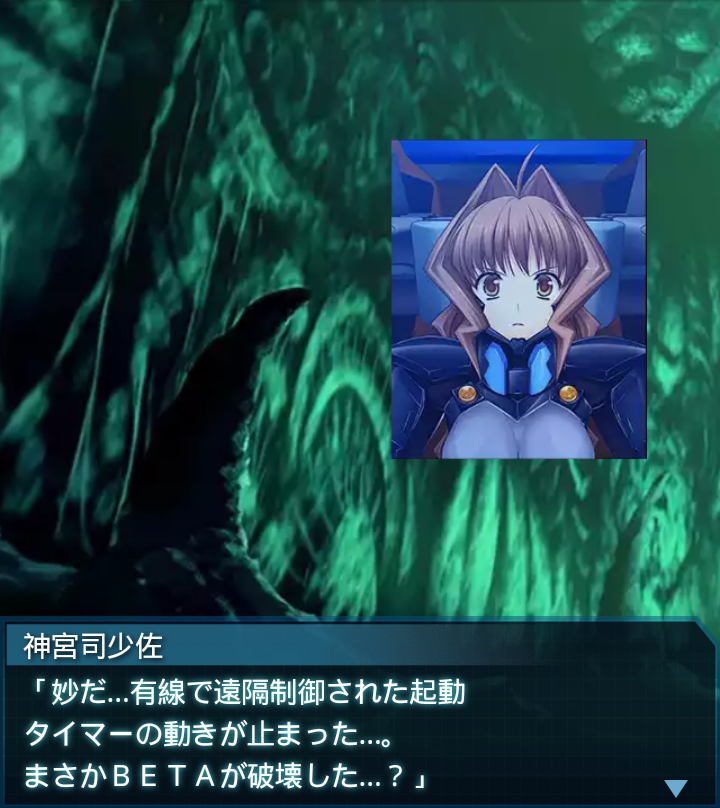 神宮司少佐
「妙だ…有線で遠隔制御された起動
タイマーの動きが止まった…。
まさかＢＥＴＡが破壊した…？」